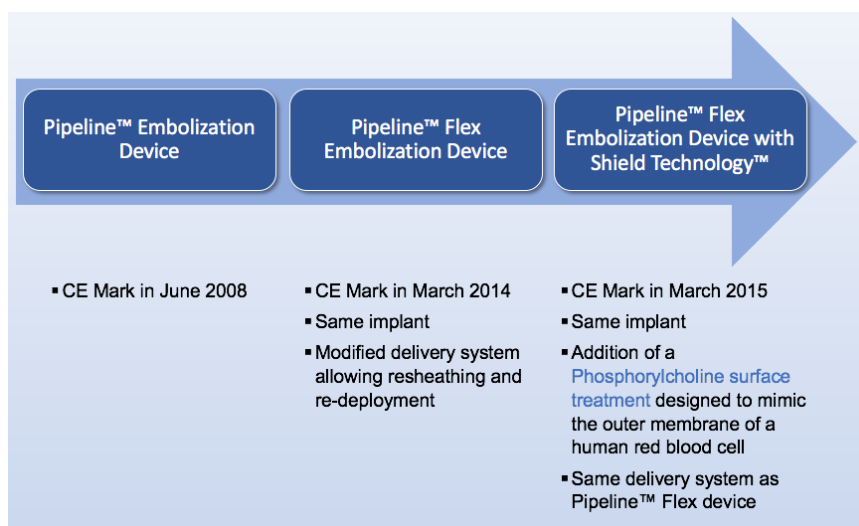 Pipeline™ Embolization
Device
Pipeline™ Flex
Embolization Device
Pipeline™ Flex
Embolization Device with
Shield Technology™
▪ CE Mark in June 2008
▪ CE Mark in March 2014
▪ Same implant
▪ Modified delivery system
allowing resheathing and
re-deployment
▪ CE Mark in March 2015
▪ Same implant
▪ Addition of a
Phosphorylcholine surface
treatment designed to mimic
the outer membrane of a
human red blood cell
▪ Same delivery system as
Pipeline™ Flex device